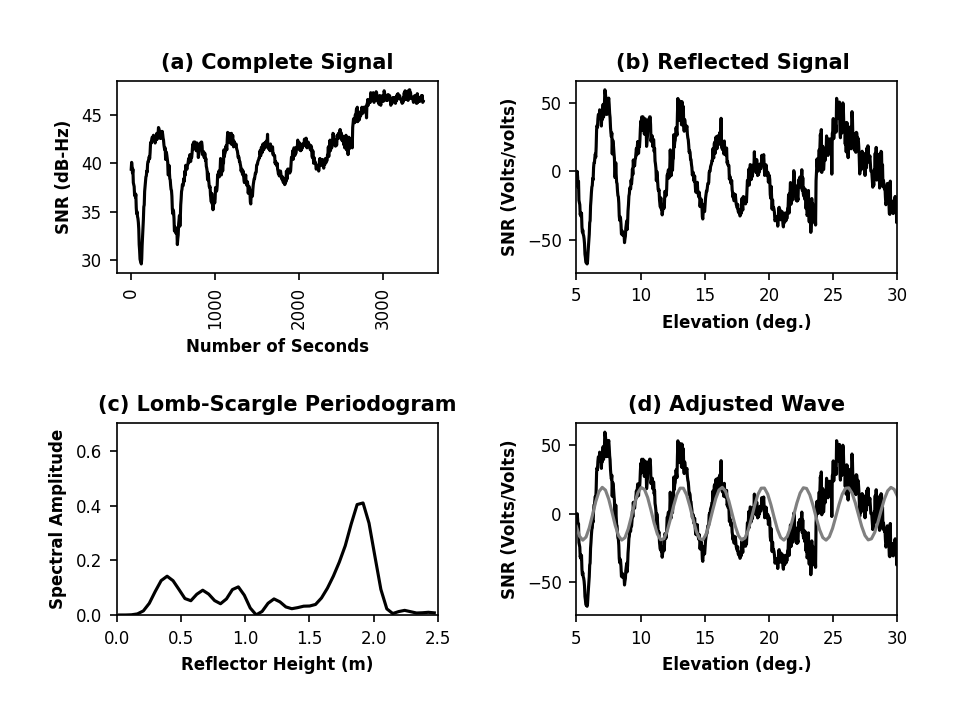 (a) Complete Signal
SNR (dB-Hz)
45
40
35
30
0
1000
2000
3000
Number of Seconds
(b) Reflected Signal
SNR (Volts/volts)
50
0
−50
5 10 15 20 25 30
Elevation (deg.)
(c) Lomb-Scargle Periodogram
Spectral Amplitude
0.6
0.4
0.2
0.0
0.0 0.5 1.0 1.5 2.0 2.5
Reflector Height (m)
(d) Adjusted Wave
SNR (Volts/Volts)
50
0
−50
5 10 15 20 25 30
Elevation (deg.)